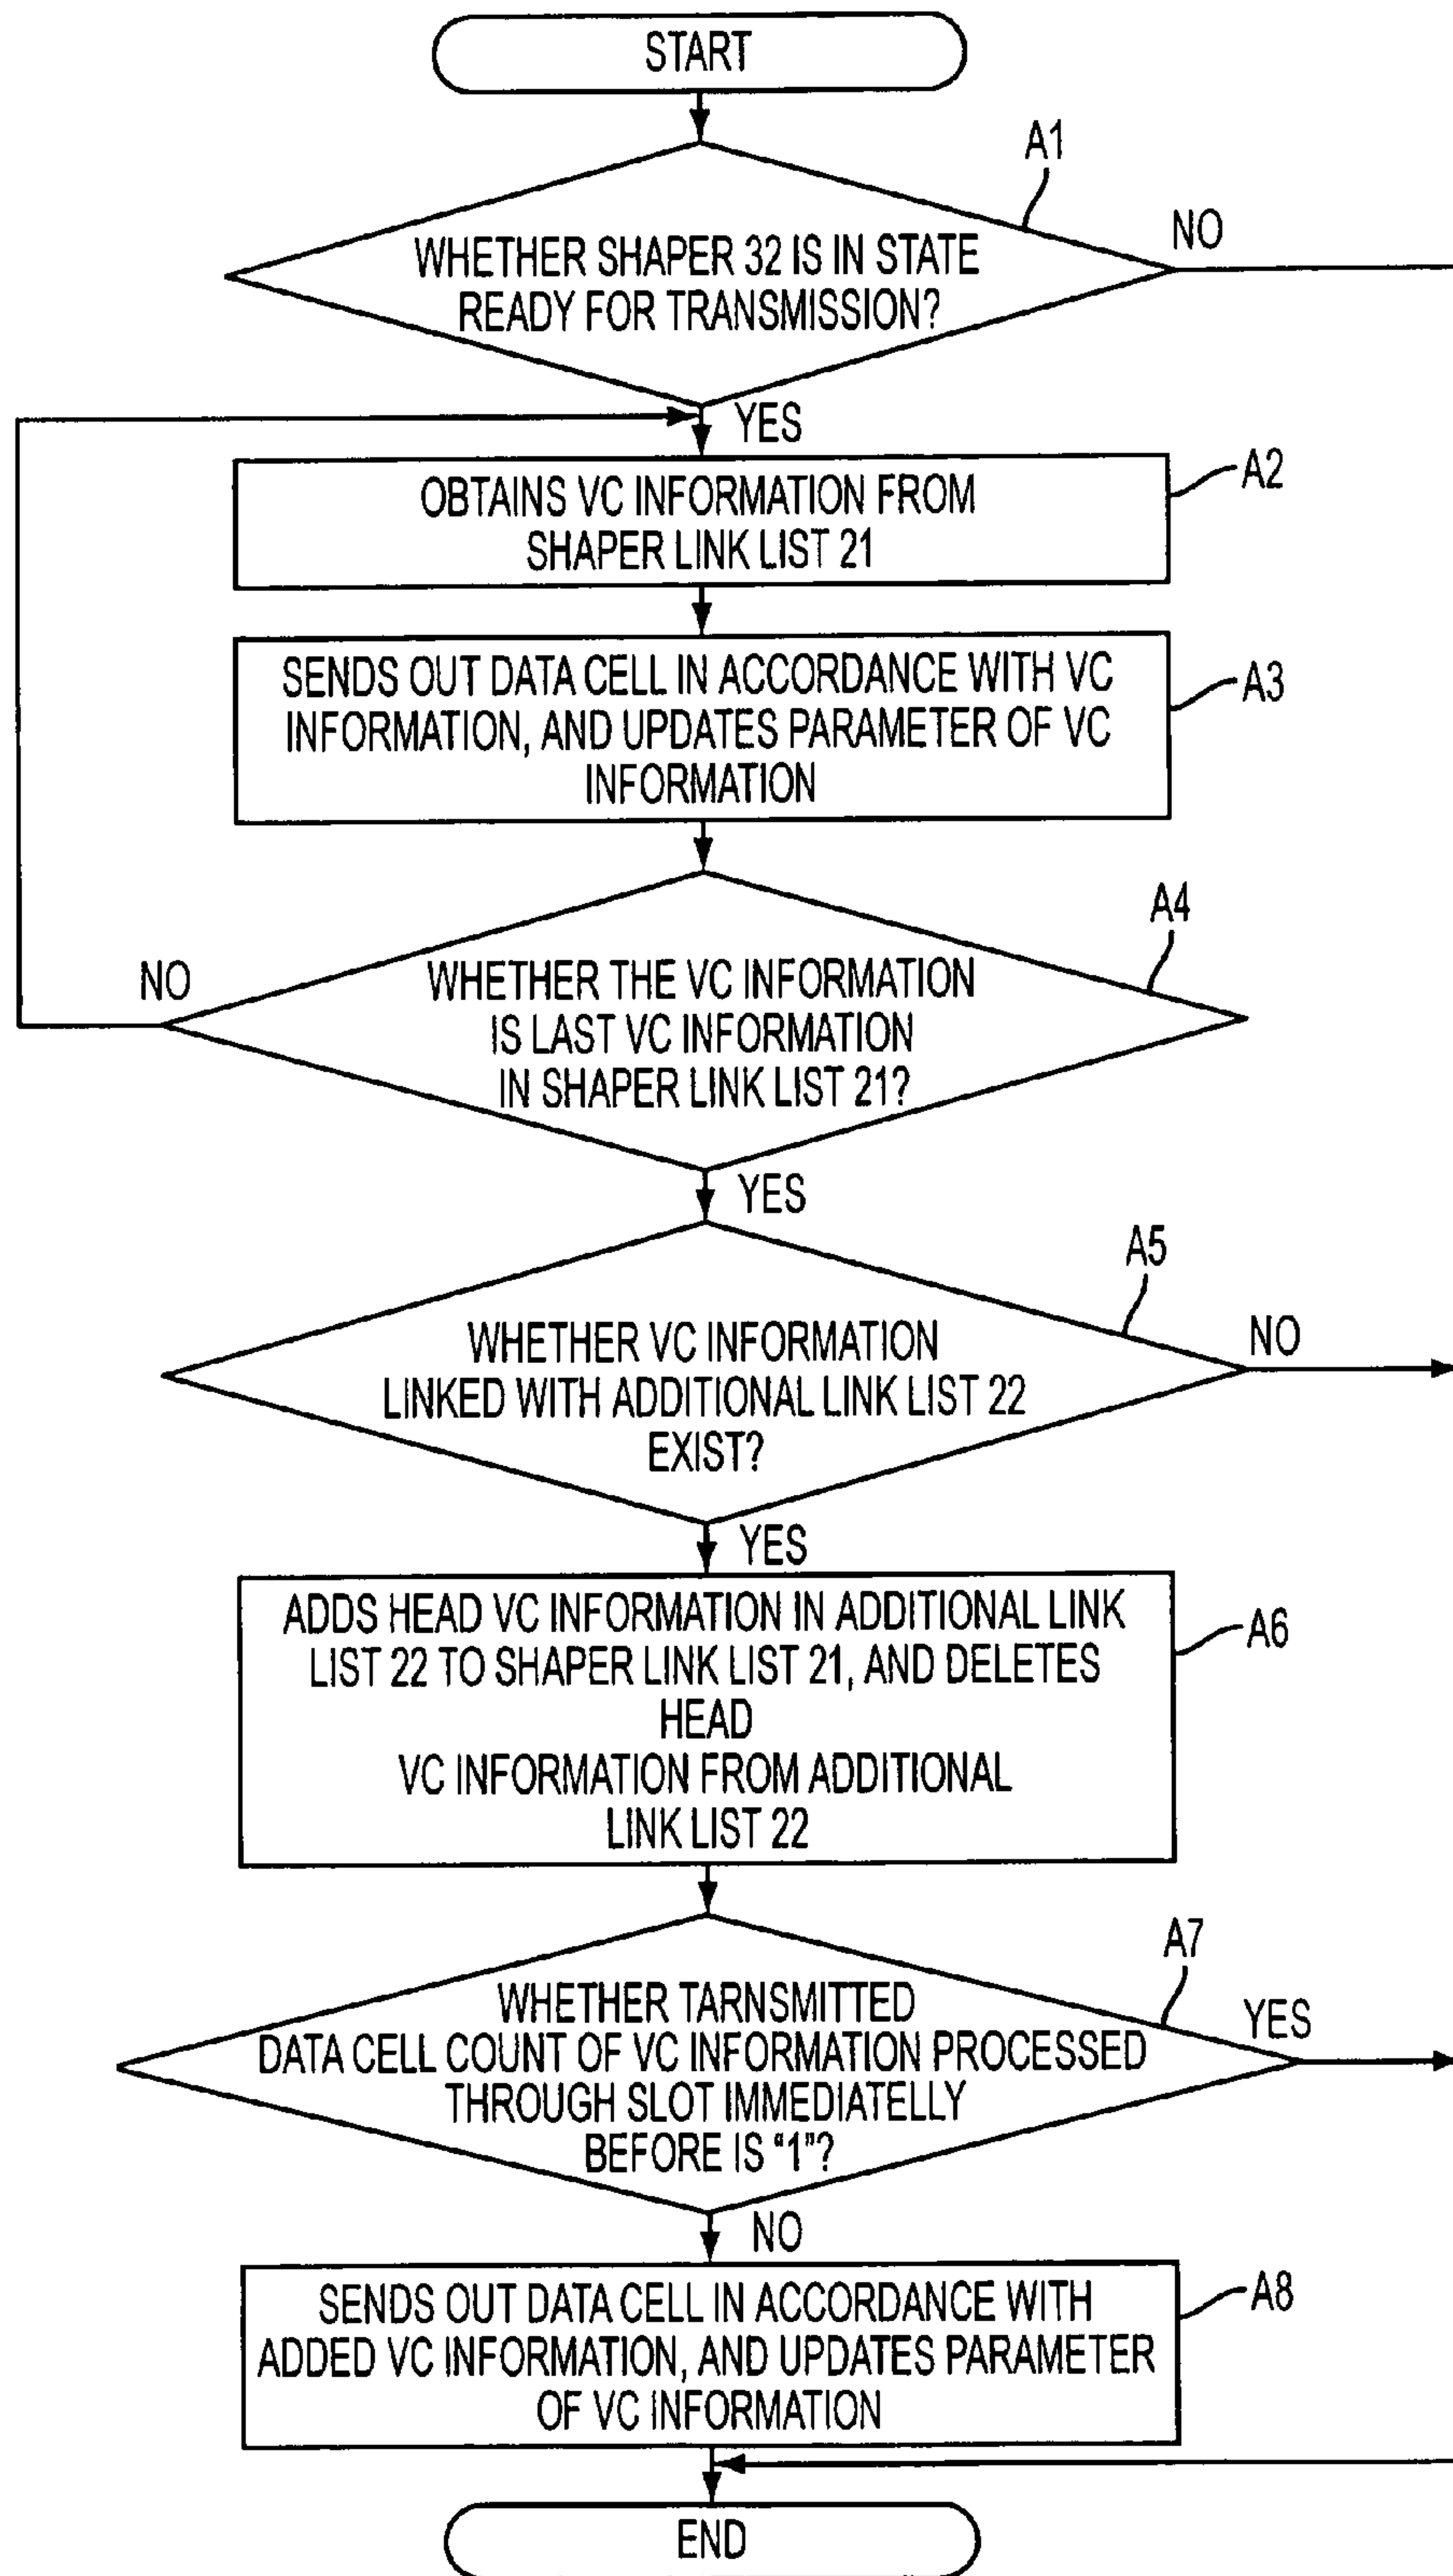 START
A1
NO
WHETHER SHAPER 32 IS IN STATE
READY FOR TRANSMISSION?
YES
A2
OBTAINS VC INFORMATION FROM
SHAPER LINK LIST 21
A3
SENDS OUT DATA CELL IN ACCORDANCE WITH VC
INFORMATION, AND UPDATES PARAMETER OF VC
INFORMATION
A4
NO
WHETHER THE VC INFORMATION
IS LAST VC INFORMATION
IN SHAPER LINK LIST 21?
YES
A5
NO
WHETHER VC INFORMATION
LINKED WITH ADDITIONAL LINK LIST 22
EXIST?
YES
A6
ADDS HEAD VC INFORMATION IN ADDITIONAL LINK
LIST 22 TO SHAPER LINK LIST 21, AND DELETES
HEAD
VC INFORMATION FROM ADDITIONAL
LINK LIST 22
A7
YES
WHETHER TARNSMITTED
DATA CELL COUNT OF VC INFORMATION PROCESSED
THROUGH SLOT IMMEDIATELLY
BEFORE IS “1”?
NO
A8
SENDS OUT DATA CELL IN ACCORDANCE WITH
ADDED VC INFORMATION, AND UPDATES PARAMETER
OF VC INFORMATION
END